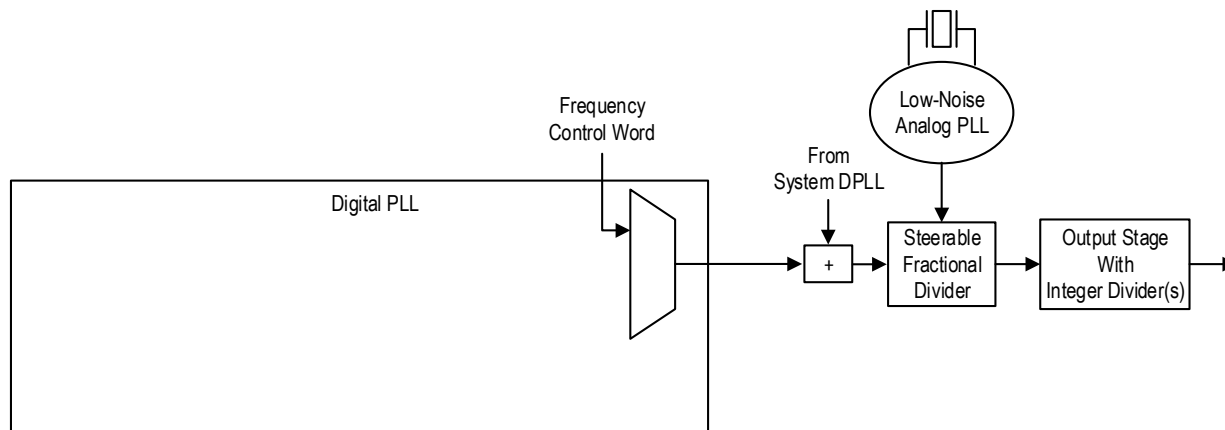 Low-Noise
Analog PLL
Frequency
Control Word
From
System DPLL
Digital PLL
+
Steerable
Fractional
Divider
Output Stage
With
Integer Divider(s)